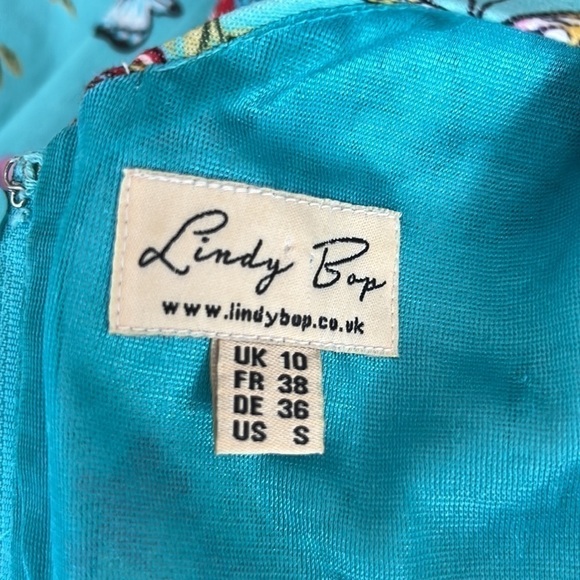 Lindy Bop
www.lindybop.co.uk
UK 10
FR 38
DE 36
US S